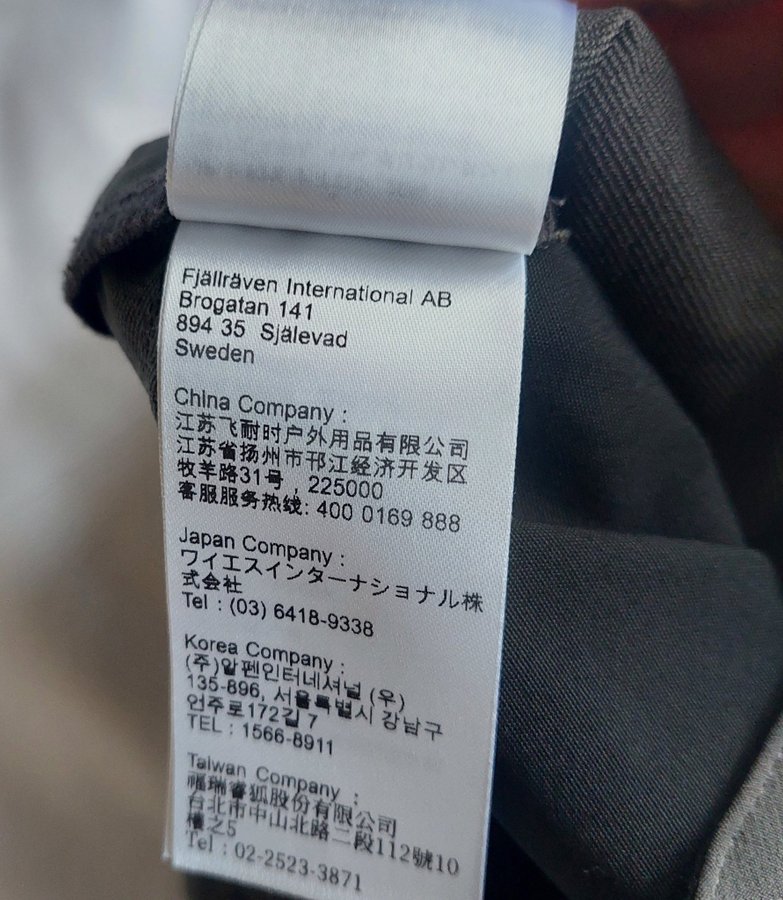 Fjällräven International AB
Brogatan 141
894 35 Själevad
Sweden
China Company :
江苏飞耐时户外用品有限公司
江苏省扬州市邗江经济开发区
牧羊路31号 , 225000
客服服务热线: 400 0169 888
Japan Company :
ワイエスインターナショナル株
式会社
Tel : (03) 6418-9338
Korea Company :
(주)알펜인터네셔널 (우)
135-896, 서울특별시 강남구
언주로172길 7
TEL : 1566-8911
Taiwan Company :
福瑞睿狐股份有限公司
台北市中山北路二段112號10
樓之5
Tel : 02-2523-3871